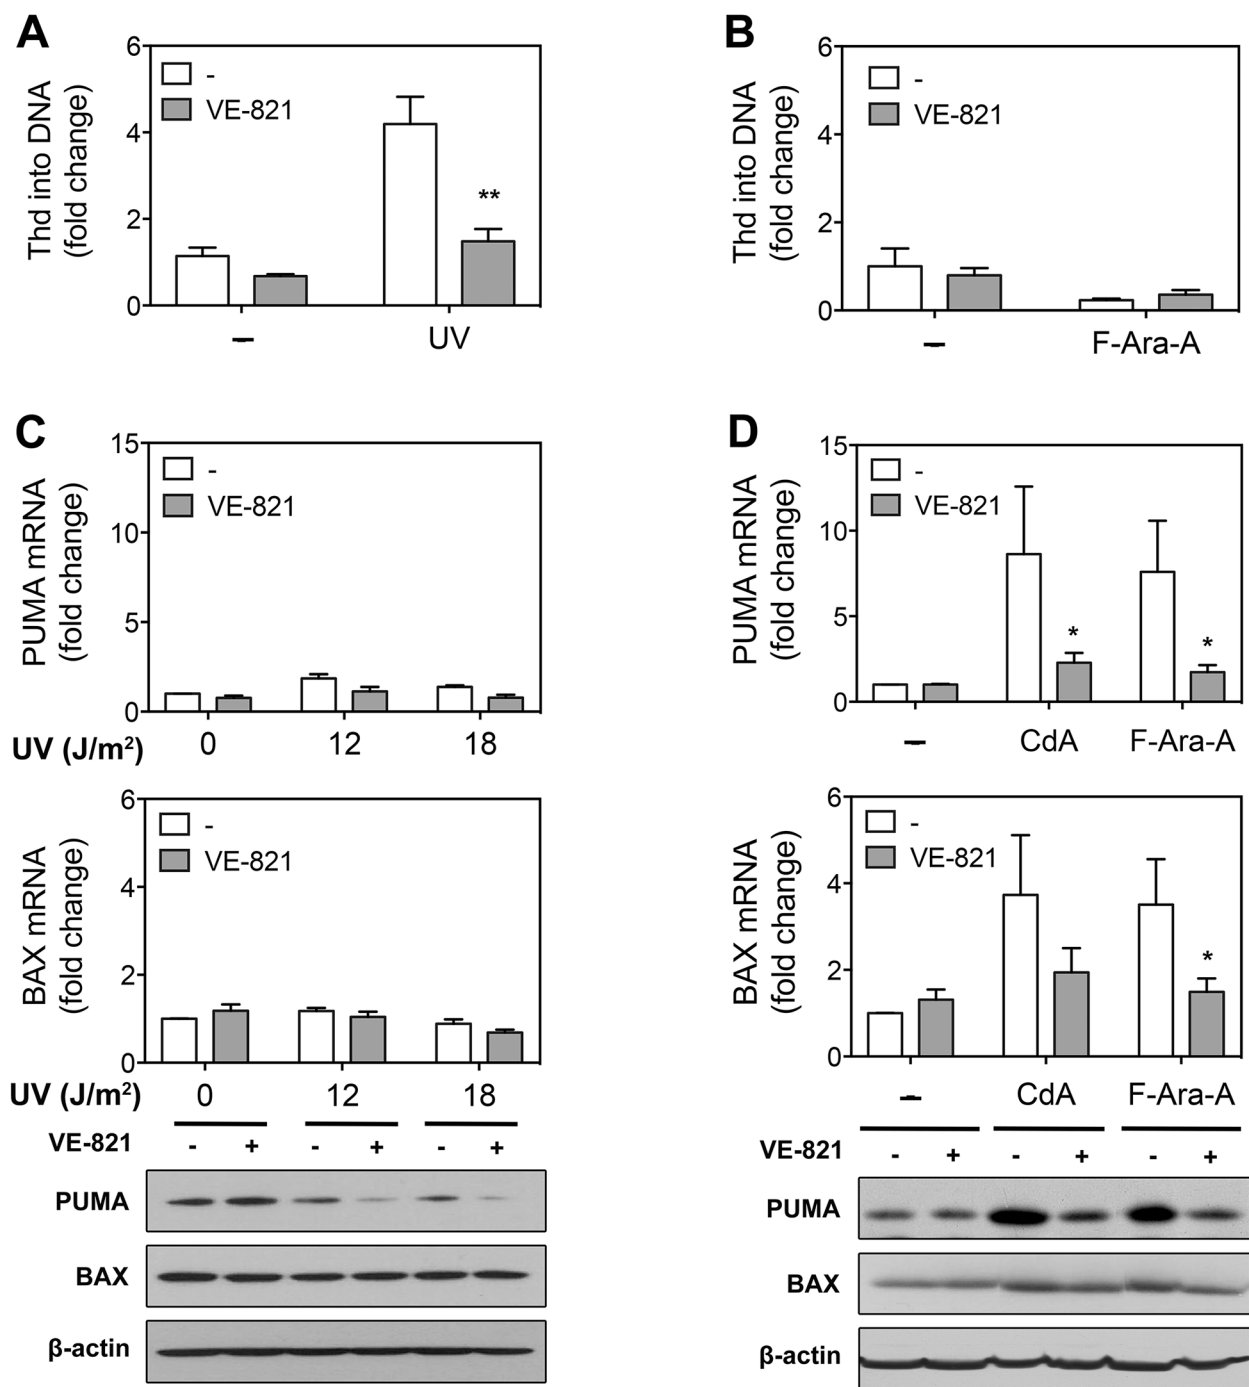 A
Thd into DNA
(fold change)
6
4
2
0
-
VE-821
**
–
UV
B
Thd into DNA
(fold change)
6
4
2
0
-
VE-821
–
F-Ara-A
C
PUMA mRNA
(fold change)
15
10
5
0
-
VE-821
UV (J/m²)
0
12
18
BAX mRNA
(fold change)
6
4
2
0
-
VE-821
UV (J/m²)
0
12
18
VE-821
- + - + - +
PUMA
BAX
β-actin
D
PUMA mRNA
(fold change)
15
10
5
0
-
VE-821
*
*
–
CdA
F-Ara-A
BAX mRNA
(fold change)
6
4
2
0
-
VE-821
*
–
CdA
F-Ara-A
VE-821
- + - + - +
PUMA
BAX
β-actin